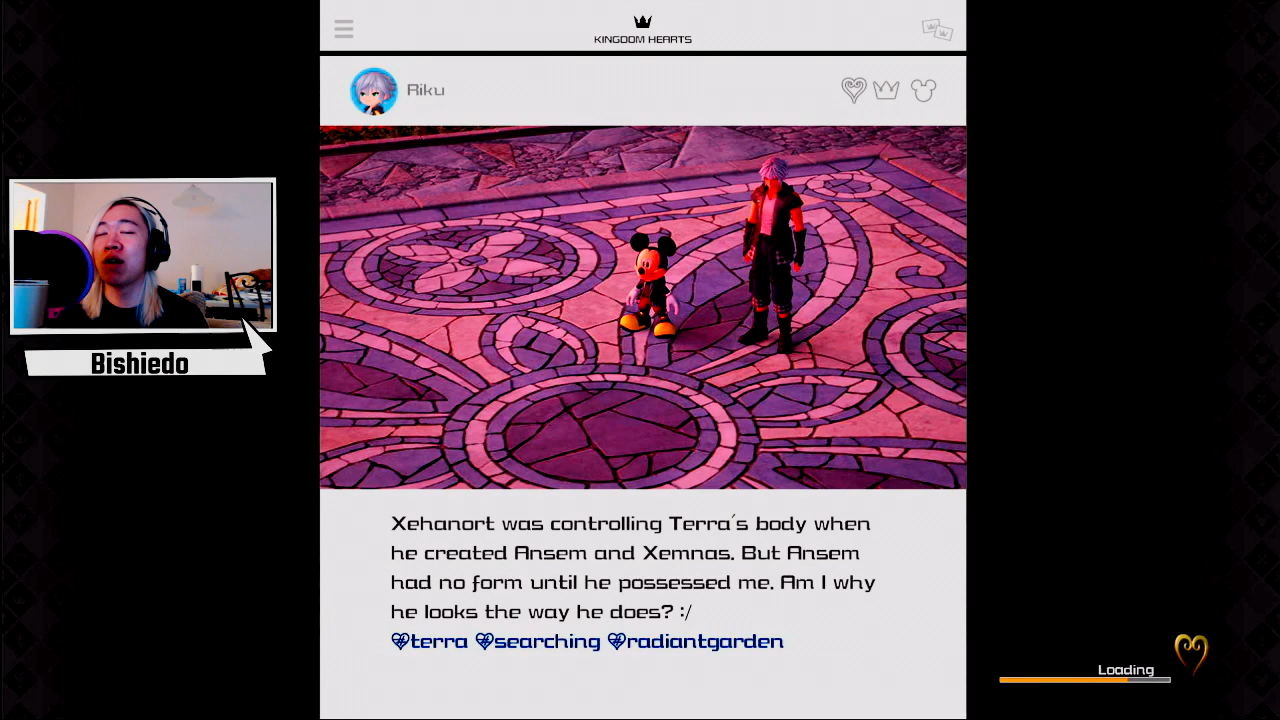 KINGDOM HEARTS
Riku
Bishiedo
Xehanort was controlling Terra's body when
he created Ansem and Xemnas. But Ansem
had no form until he possessed me. Am I why
he looks the way he does? :/
terra searching radiantgarden
Loading